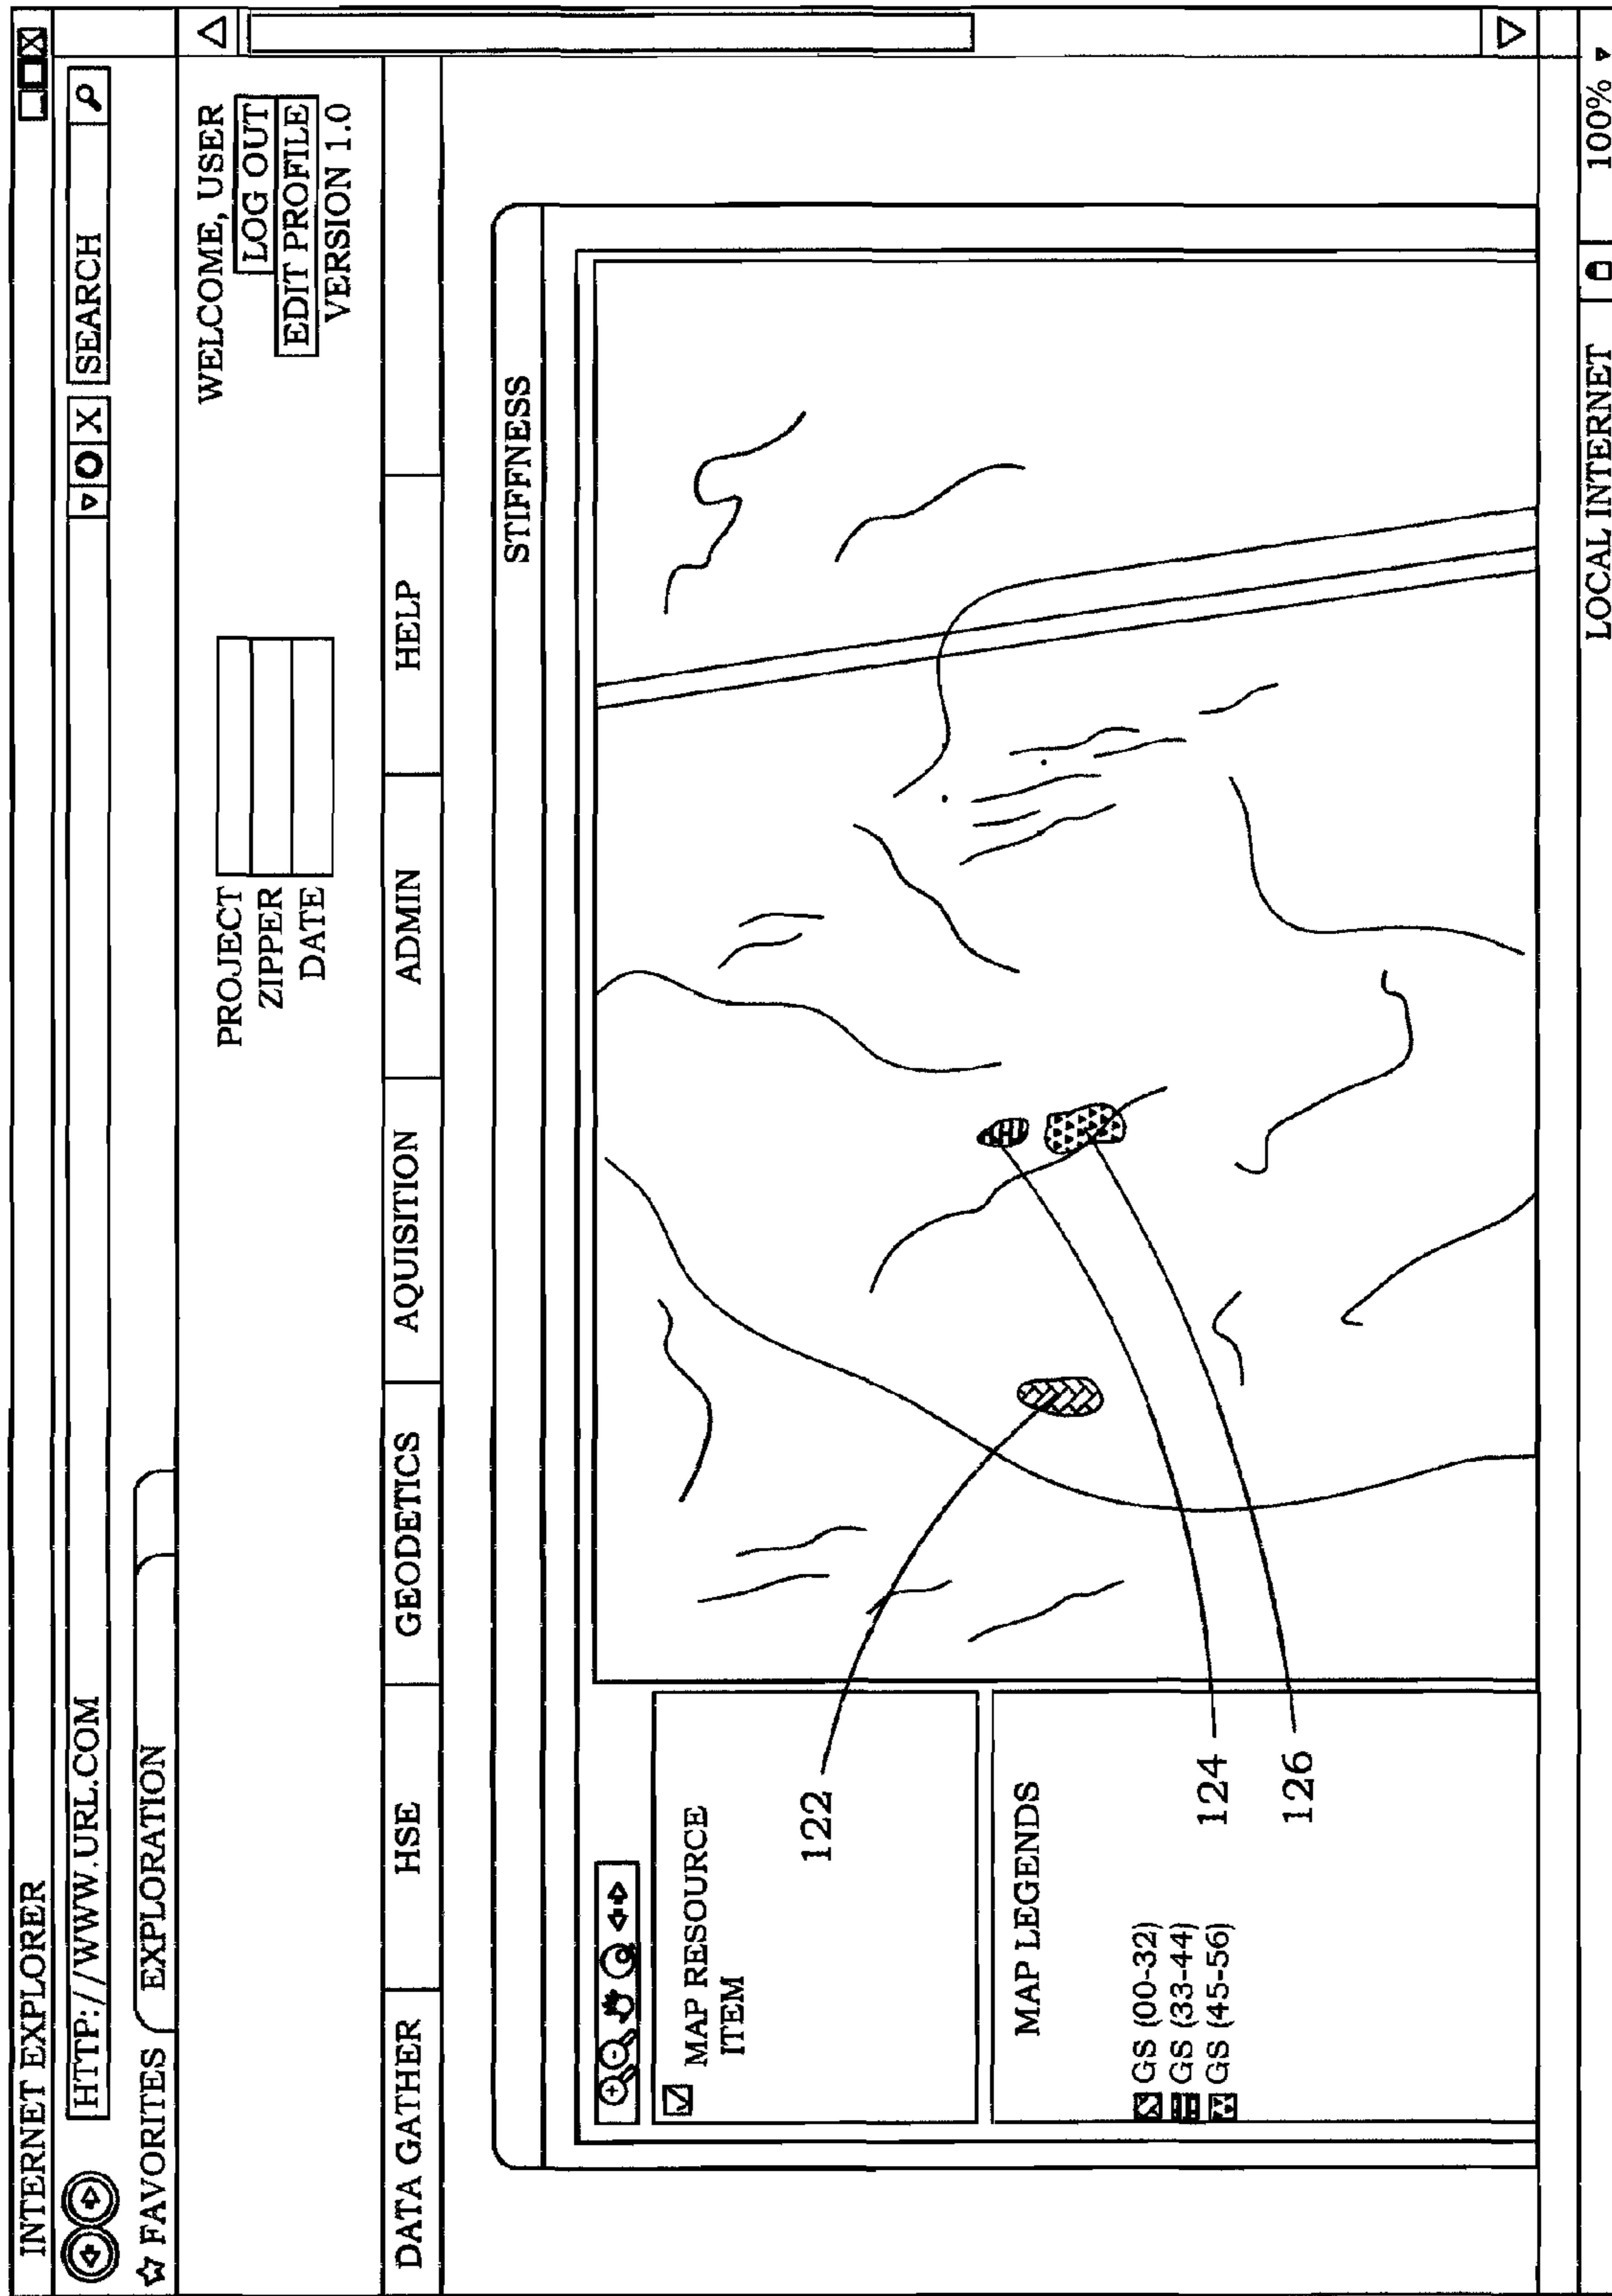 INTERNET EXPLORER
HTTP://WWW.URL.COM
X
SEARCH
FAVORITES
EXPLORATION
WELCOME, USER
LOG OUT
EDIT PROFILE
VERSION 1.0
PROJECT
ZIPPER
DATE
DATA GATHER
HSE
GEODETICS
AQUISITION
ADMIN
HELP
STIFFNESS
MAP RESOURCE
ITEM
122
MAP LEGENDS
GS (00-32)
GS (33-44)
GS (45-56)
124
126
LOCAL INTERNET
100%